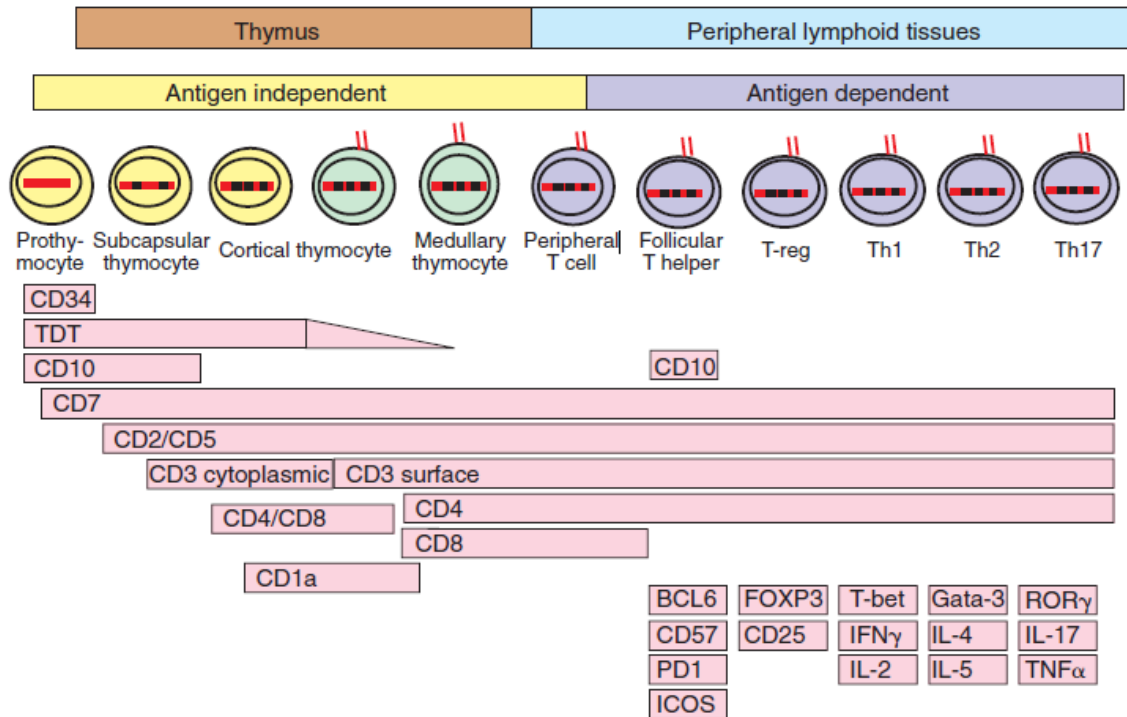 Thymus
Peripheral lymphoid tissues
Antigen independent
Antigen dependent
Prothy-
mocyte
Subcapsular
thymocyte
Cortical thymocyte
Medullary
thymocyte
Peripheral
T cell
Follicular
T helper
T-reg
Th1
Th2
Th17
CD34
TDT
CD10
CD10
CD7
CD2/CD5
CD3 cytoplasmic
CD3 surface
CD4
CD4/CD8
CD8
CD1a
BCL6
FOXP3
T-bet
Gata-3
RORγ
CD57
CD25
IFNγ
IL-4
IL-17
PD1
IL-2
IL-5
TNFα
ICOS